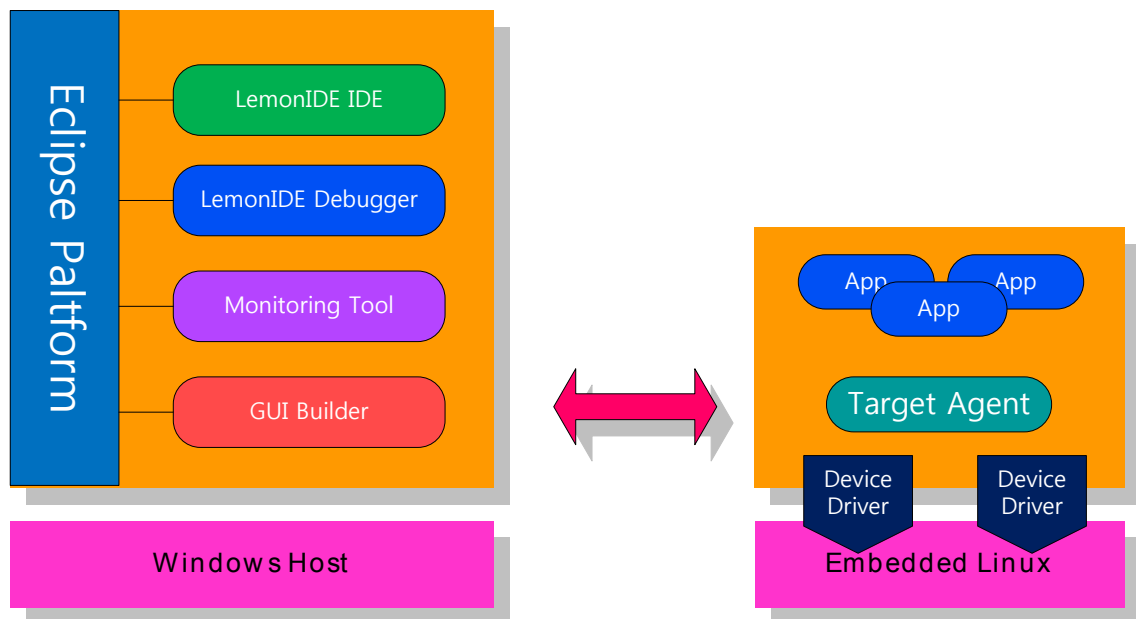 Eclipse Paltform
LemonIDE IDE
LemonIDE Debugger
Monitoring Tool
GUI Builder
Windows Host
App
App
App
Target Agent
Device
Driver
Device
Driver
Embedded Linux